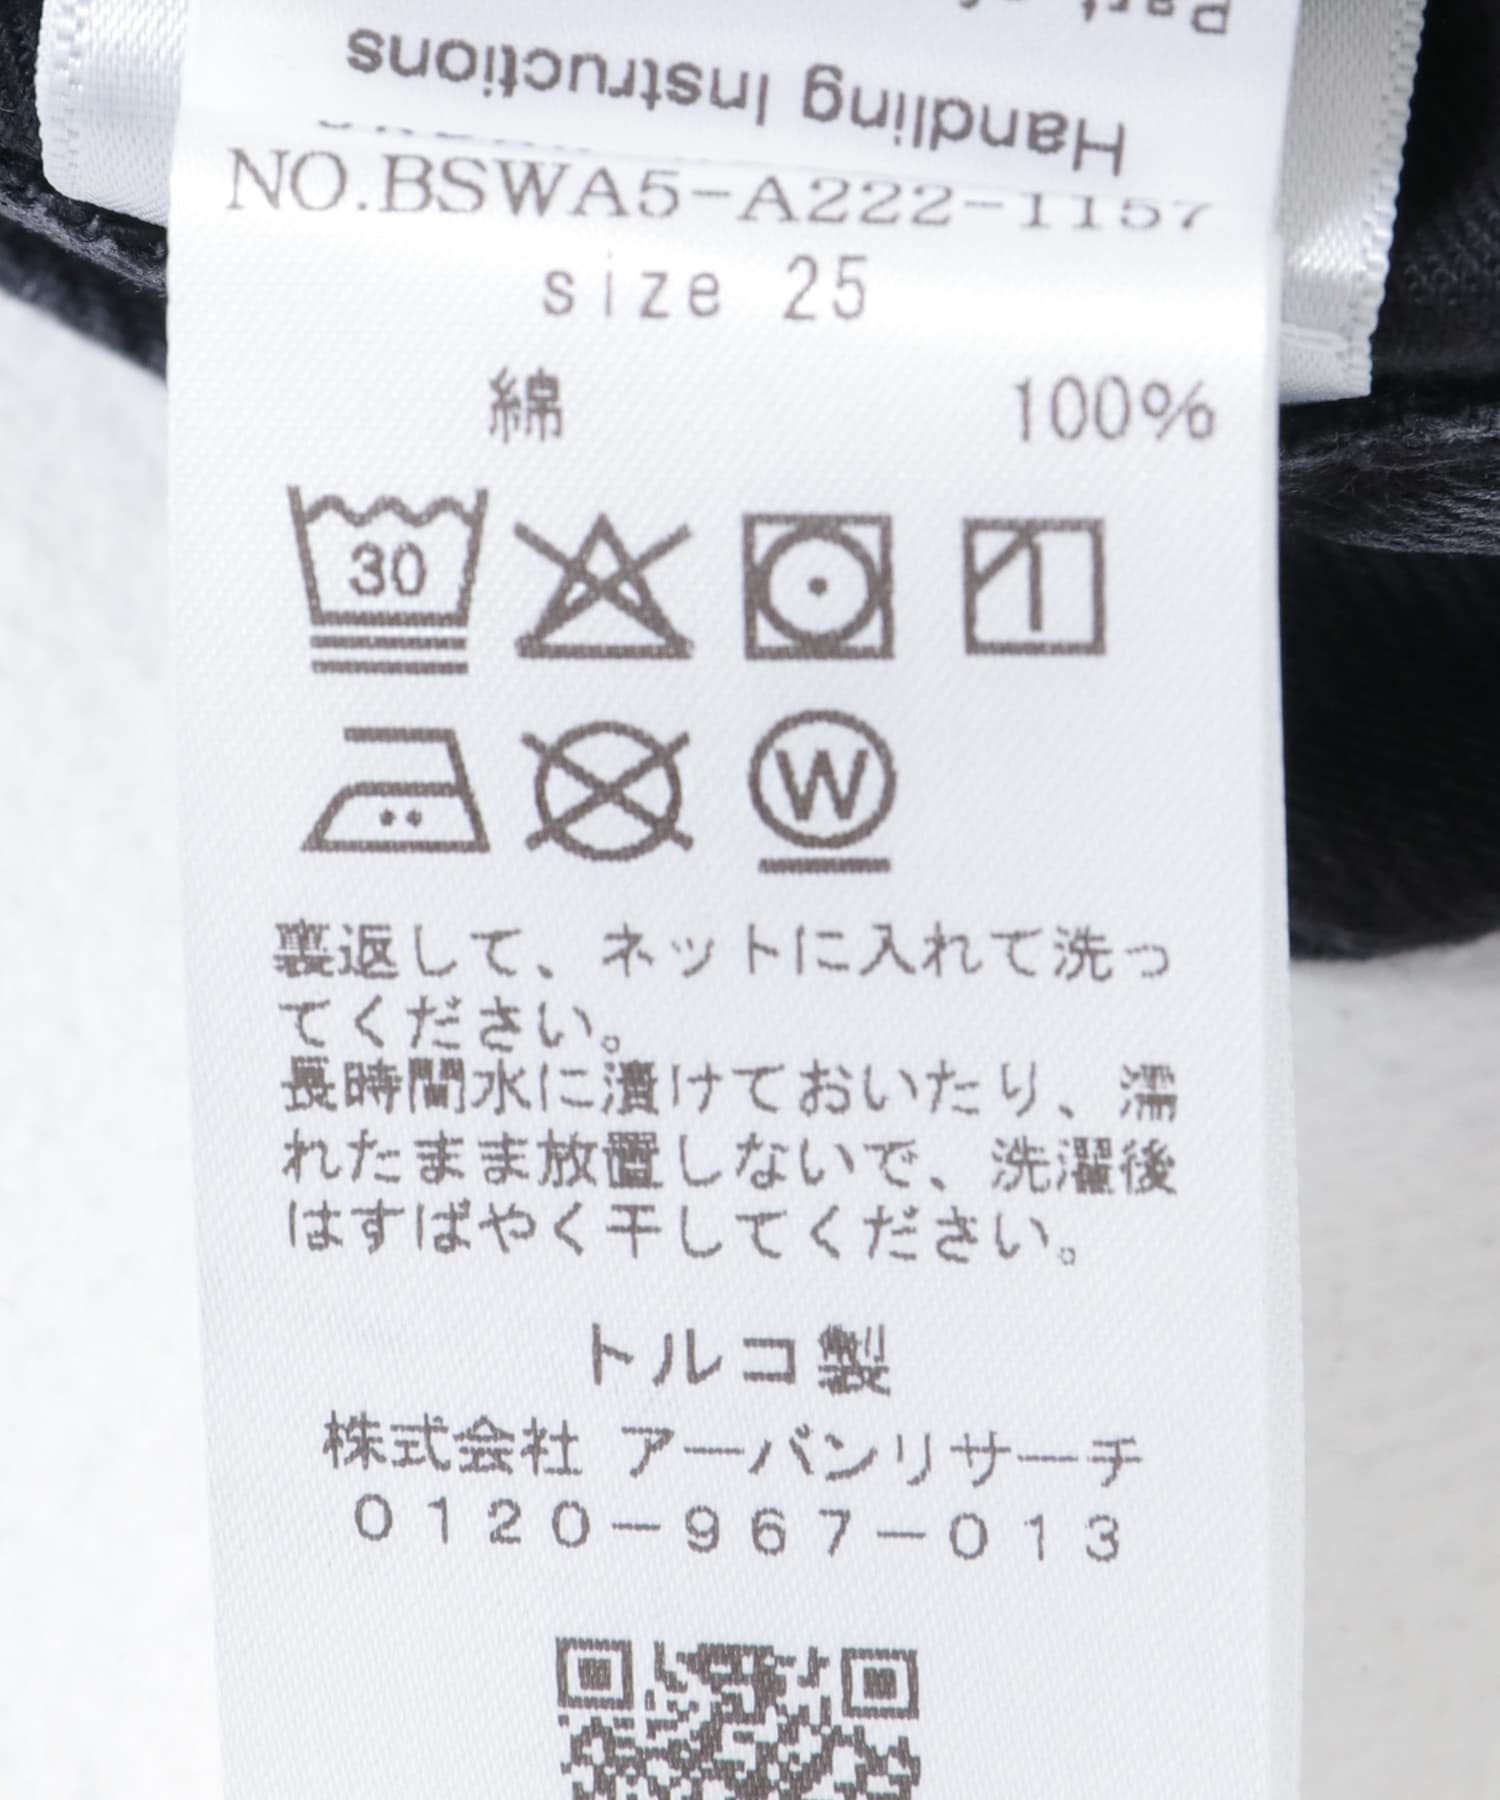 Part of
Handling Instructions
NO.BSWA5-A222-1157
size 25
綿 100%
30
W
裏返して、ネットに入れて洗っ
てください。
長時間水に漬けておいたり、濡
れたまま放置しないで、洗濯後
はすばやく干してください。
トルコ製
株式会社 アーバンリサーチ
0120-967-013